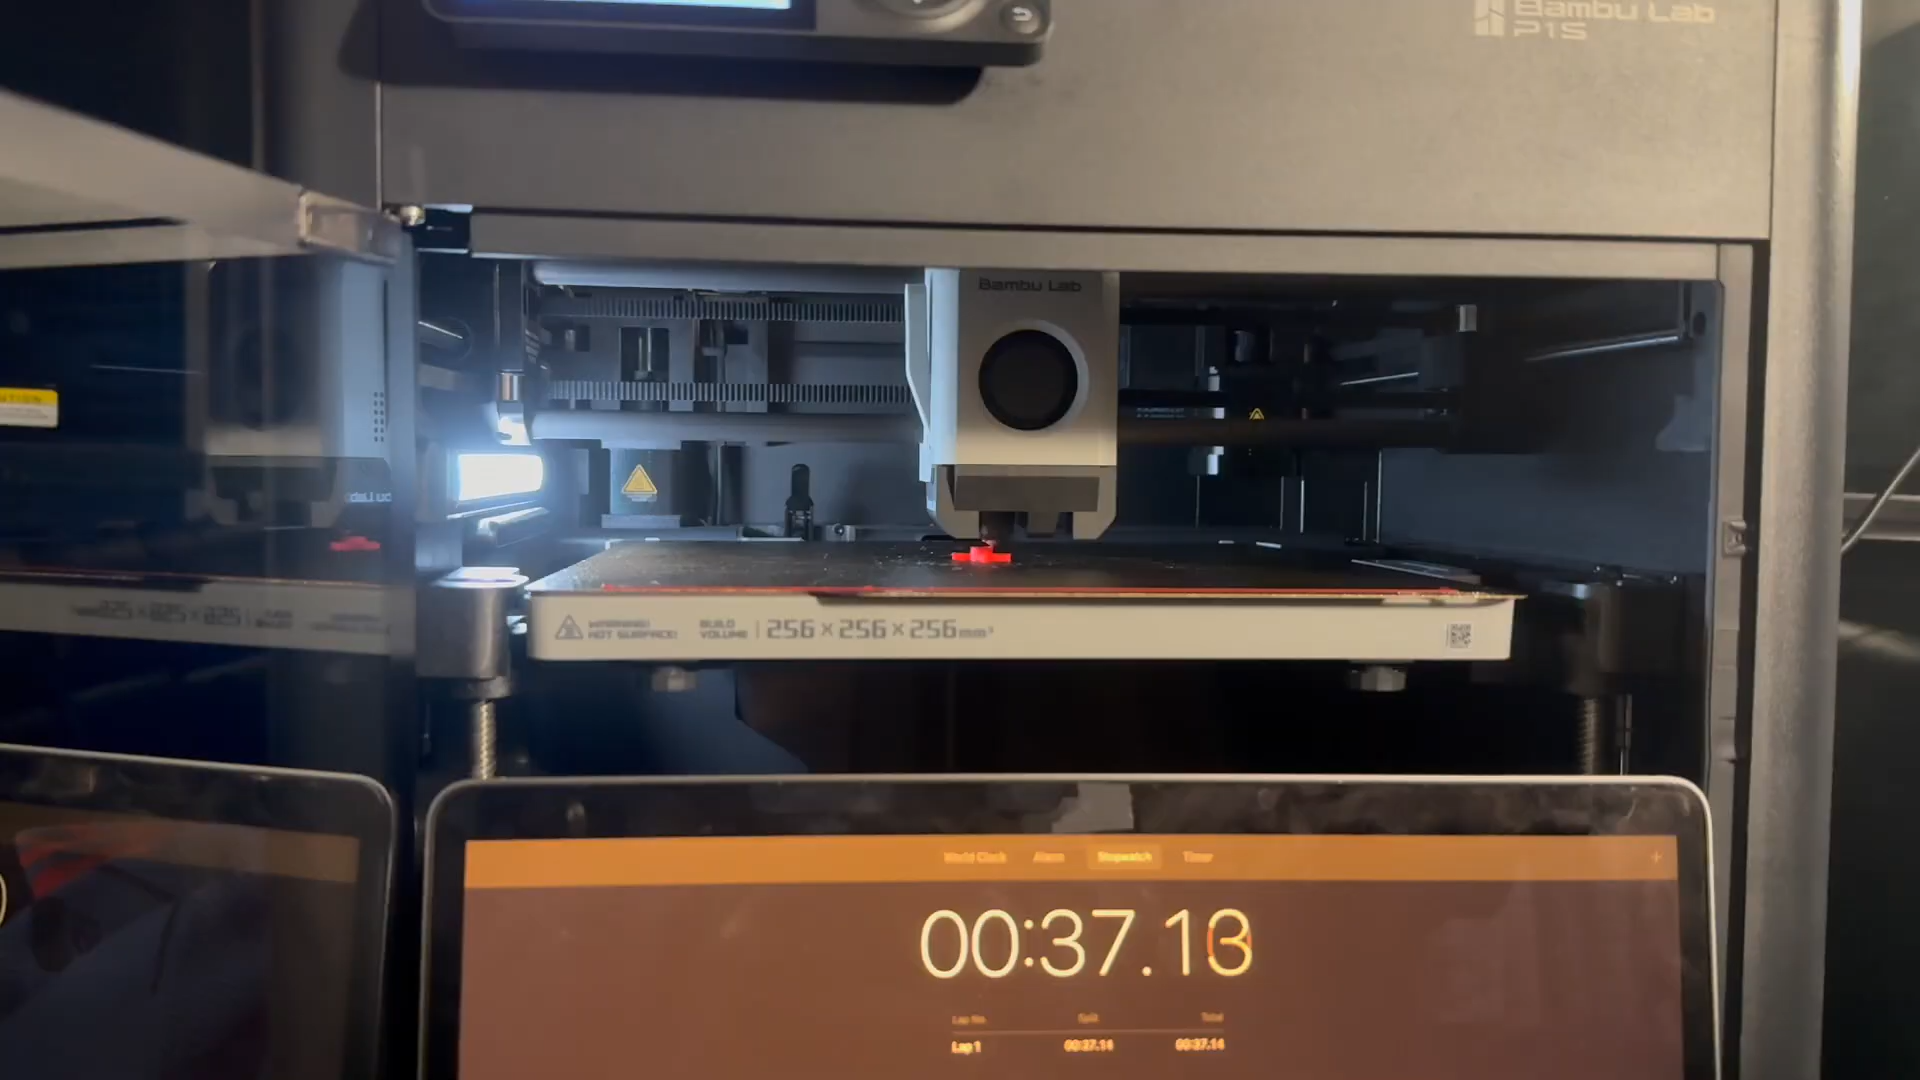 Bambu Lab
P1S
Bambu Lab
WARNING!
HOT SURFACE!
BUILD
VOLUME
256 × 256 × 256 mm³
World Clock Alarm Stopwatch Timer +
00:37.13
Lap No. Split Total
Lap 1 00:37.14 00:37.14